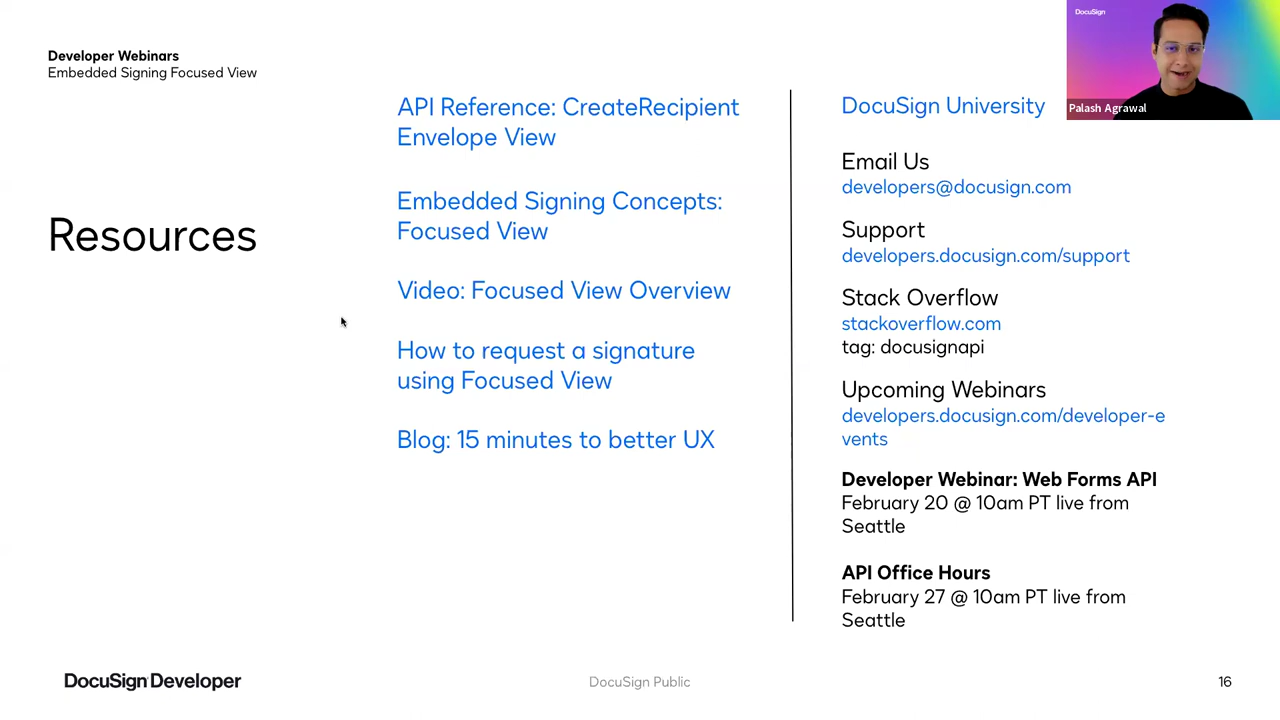 Developer Webinars
Embedded Signing Focused View
Resources
API Reference: CreateRecipient
Envelope View
Embedded Signing Concepts:
Focused View
Video: Focused View Overview
How to request a signature
using Focused View
Blog: 15 minutes to better UX
DocuSign University
Email Us
developers@docusign.com
Support
developers.docusign.com/support
Stack Overflow
stackoverflow.com
tag: docusignapi
Upcoming Webinars
developers.docusign.com/developer-e
vents
Developer Webinar: Web Forms API
February 20 @ 10am PT live from
Seattle
API Office Hours
February 27 @ 10am PT live from
Seattle
DocuSign
Palash Agrawal
DocuSign Developer
DocuSign Public
16